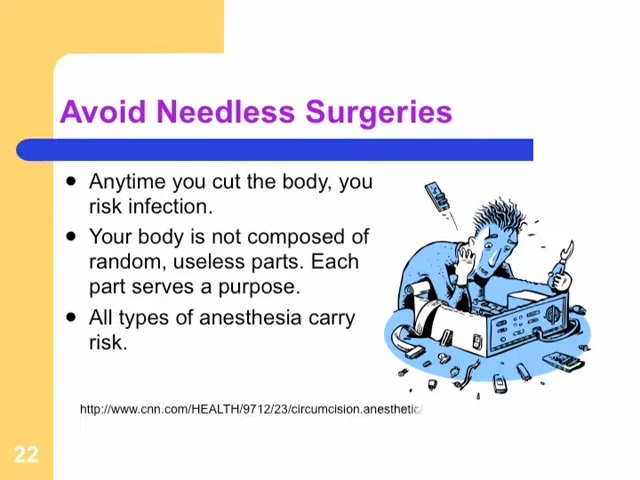 Avoid Needless Surgeries
Anytime you cut the body, you
risk infection.
Your body is not composed of
random, useless parts. Each
part serves a purpose.
All types of anesthesia carry
risk.
http://www.cnn.com/HEALTH/9712/23/circumcision.anesthetic/
22